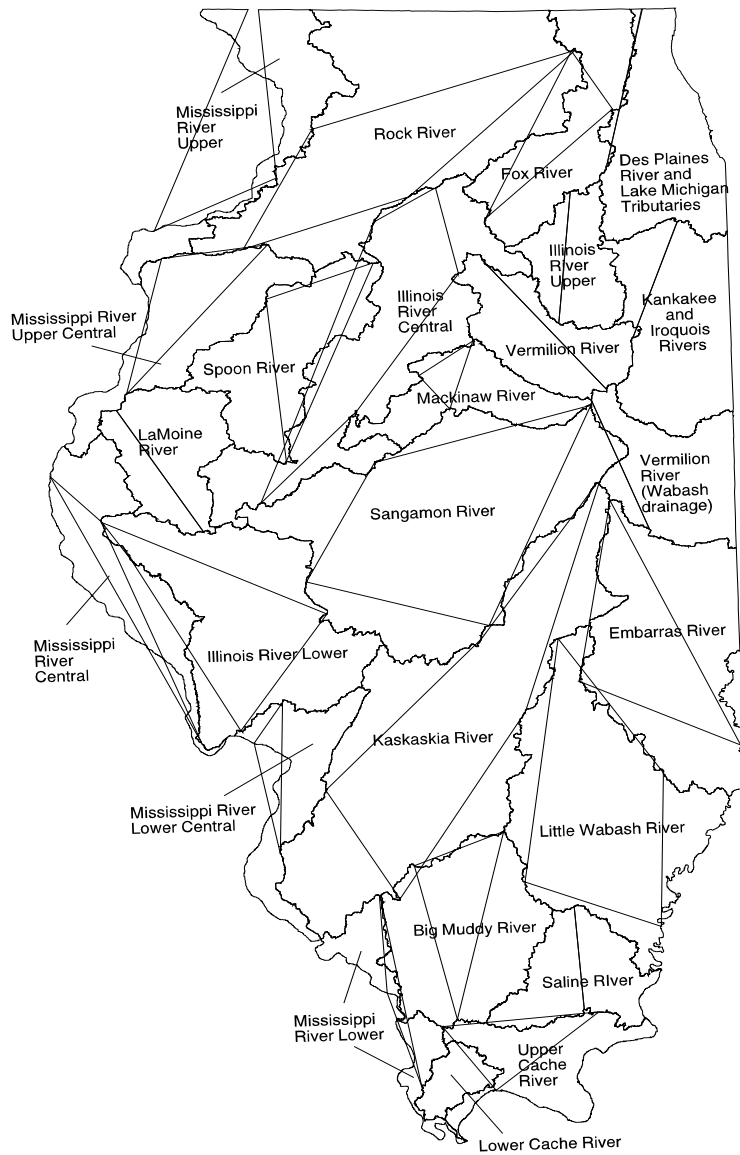 Mississippi
River
Upper
Rock River
Fox River
Des Plaines
River and
Lake Michigan
Tributaries
Illinois
River
Upper
Kankakee
and
Iroquois
Rivers
Illinois
River
Central
Mississippi River
Upper Central
Spoon River
Vermilion River
Mackinaw River
LaMoine
River
Vermilion
River
(Wabash
drainage)
Sangamon River
Embarras River
Mississippi
River
Central
Illinois River Lower
Kaskaskia River
Mississippi River
Lower Central
Little Wabash River
Big Muddy River
Saline RIver
Mississippi
River Lower
Upper
Cache
River
Lower Cache River